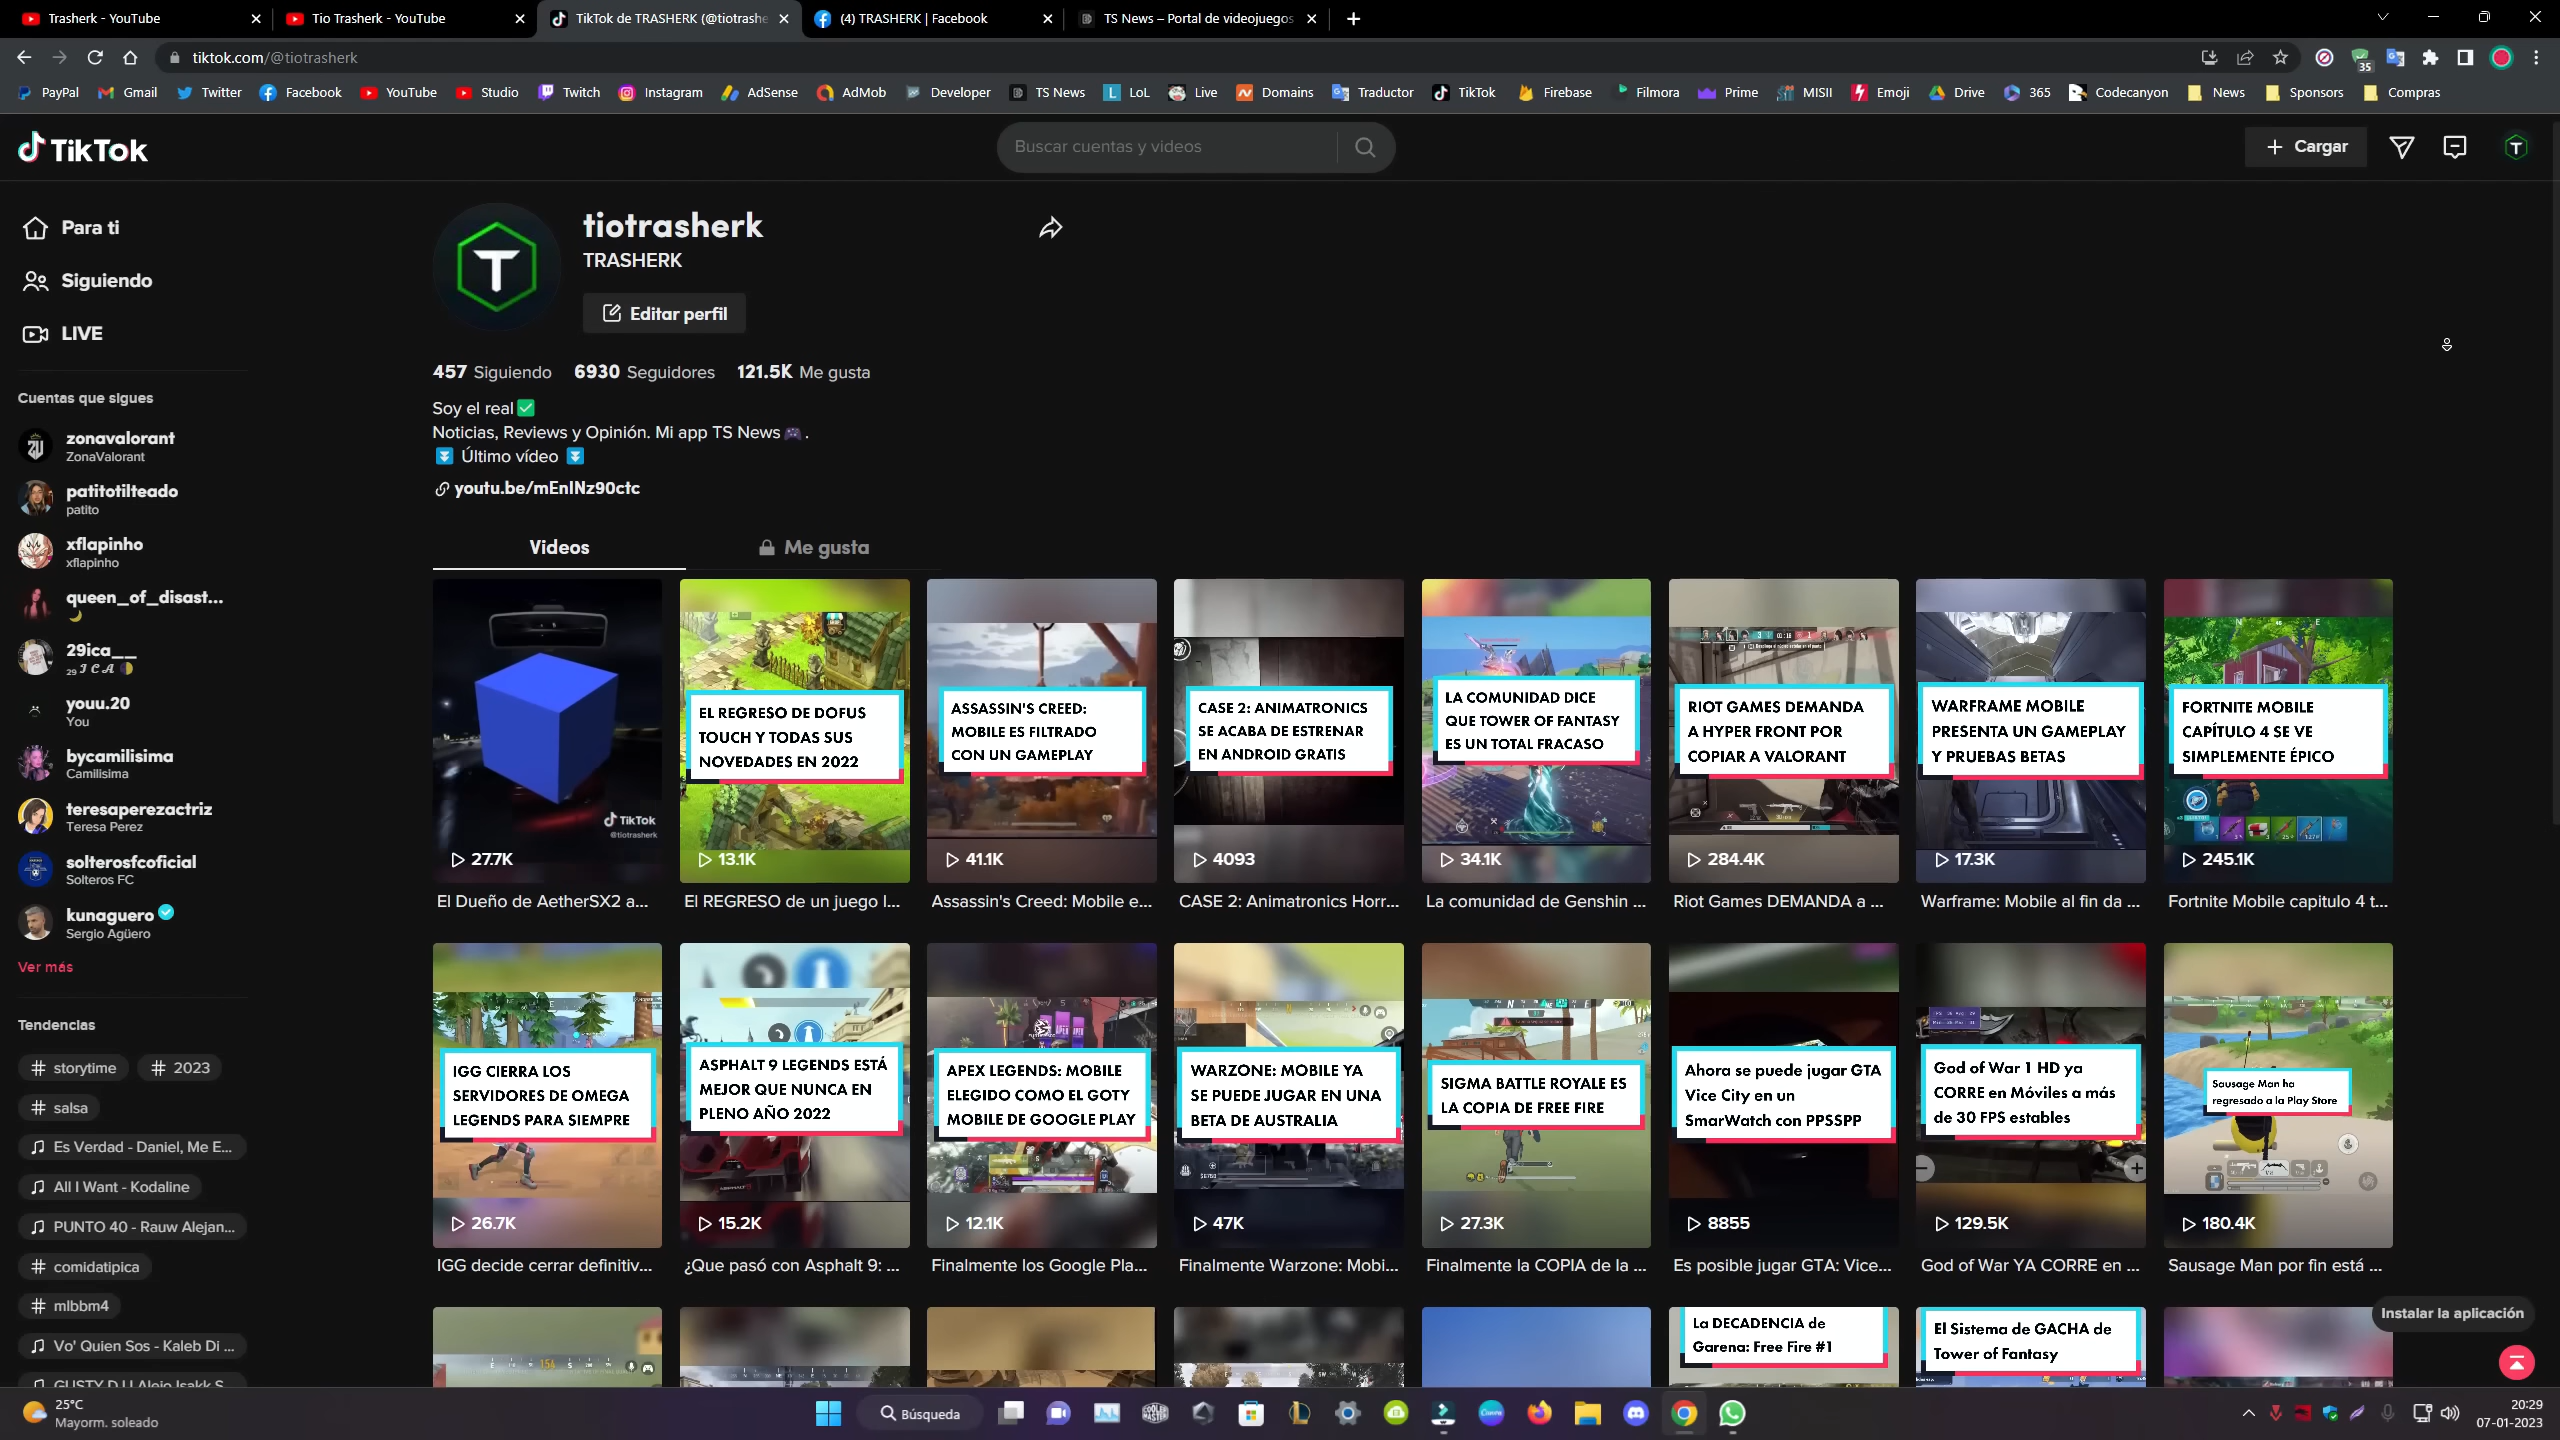 Trasherk - YouTube
Tio Trasherk - YouTube
TikTok de TRASHERK (@tiotrashe
(4) TRASHERK | Facebook
TS News – Portal de videojuegos
tiktok.com/@tiotrasherk
35
PayPal
Gmail
Twitter
Facebook
YouTube
Studio
Twitch
Instagram
AdSense
AdMob
Developer
TS News
LoL
Live
Domains
Traductor
TikTok
Firebase
Filmora
Prime
MISII
Emoji
Drive
365
Codecanyon
News
Sponsors
Compras
TikTok
Buscar cuentas y videos
Cargar
Para ti
Siguiendo
LIVE
Cuentas que sigues
zonavalorant
ZonaValorant
patitotilteado
patito
xflapinho
xflapinho
queen_of_disast...
29ica__
29 𝓘 𝓒 𝓐
youu.20
You
bycamilisima
Camilisima
teresaperezactriz
Teresa Perez
solterosfcoficial
Solteros FC
kunaguero
Sergio Agüero
Ver más
Tendencias
# storytime
# 2023
# salsa
Es Verdad - Daniel, Me E...
All I Want - Kodaline
PUNTO 40 - Rauw Alejan...
# comidatipica
# mlbbm4
Vo' Quien Sos - Kaleb Di ...
tiotrasherk
TRASHERK
Editar perfil
457 Siguiendo 6930 Seguidores 121.5K Me gusta
Soy el real✅
Noticias, Reviews y Opinión. Mi app TS News🎮.
⏬ Último vídeo ⏬
youtu.be/mEnINz90ctc
Videos
Me gusta
TikTok
@tiotrasherk
27.7K
El Dueño de AetherSX2 a...
EL REGRESO DE DOFUS
TOUCH Y TODAS SUS
NOVEDADES EN 2022
13.1K
El REGRESO de un juego l...
ASSASSIN'S CREED:
MOBILE ES FILTRADO
CON UN GAMEPLAY
41.1K
Assassin's Creed: Mobile e...
CASE 2: ANIMATRONICS
SE ACABA DE ESTRENAR
EN ANDROID GRATIS
4093
CASE 2: Animatronics Horr...
LA COMUNIDAD DICE
QUE TOWER OF FANTASY
ES UN TOTAL FRACASO
34.1K
La comunidad de Genshin ...
RIOT GAMES DEMANDA
A HYPER FRONT POR
COPIAR A VALORANT
284.4K
Riot Games DEMANDA a ...
WARFRAME MOBILE
PRESENTA UN GAMEPLAY
Y PRUEBAS BETAS
17.3K
Warframe: Mobile al fin da ...
FORTNITE MOBILE
CAPÍTULO 4 SE VE
SIMPLEMENTE ÉPICO
245.1K
Fortnite Mobile capitulo 4 t...
IGG CIERRA LOS
SERVIDORES DE OMEGA
LEGENDS PARA SIEMPRE
26.7K
IGG decide cerrar definitiv...
ASPHALT 9 LEGENDS ESTÁ
MEJOR QUE NUNCA EN
PLENO AÑO 2022
15.2K
¿Que pasó con Asphalt 9: ...
APEX LEGENDS: MOBILE
ELEGIDO COMO EL GOTY
MOBILE DE GOOGLE PLAY
12.1K
Finalmente los Google Pla...
WARZONE: MOBILE YA
SE PUEDE JUGAR EN UNA
BETA DE AUSTRALIA
47K
Finalmente Warzone: Mobi...
SIGMA BATTLE ROYALE ES
LA COPIA DE FREE FIRE
27.3K
Finalmente la COPIA de la ...
Ahora se puede jugar GTA
Vice City en un
SmarWatch con PPSSPP
8855
Es posible jugar GTA: Vice...
God of War 1 HD ya
CORRE en Móviles a más
de 30 FPS estables
129.5K
God of War YA CORRE en ...
Sausage Man ha
regresado a la Play Store
180.4K
Sausage Man por fin está ...
La DECADENCIA de
Garena: Free Fire #1
El Sistema de GACHA de
Tower of Fantasy
Instalar la aplicación
25°C
Mayorm. soleado
Búsqueda
20:29
07-01-2023